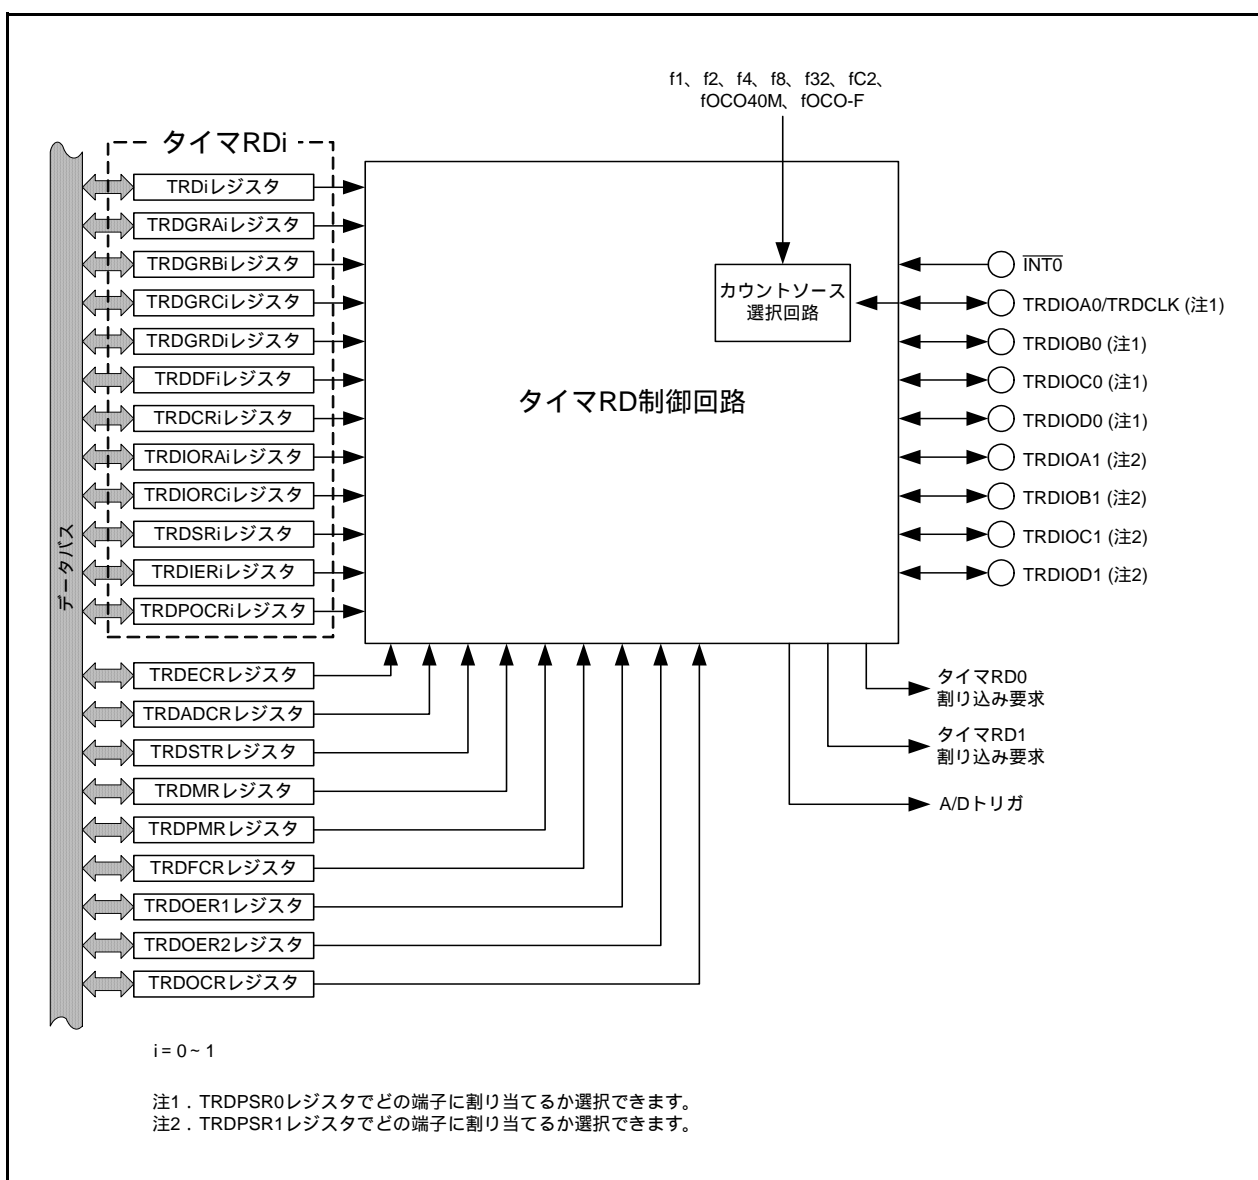 f1、f2、f4、f8、f32、fC2、
fOCO40M、fOCO-F
タイマRDi
TRDiレジスタ
TRDGRAiレジスタ
TRDGRBiレジスタ
TRDGRCiレジスタ
TRDGRDiレジスタ
TRDDFiレジスタ
TRDCRiレジスタ
TRDIORAiレジスタ
TRDIORCiレジスタ
TRDSRiレジスタ
TRDIERiレジスタ
TRDPOCRiレジスタ
データバス
カウントソース
選択回路
タイマRD制御回路
INT0
TRDIOA0/TRDCLK (注1)
TRDIOB0 (注1)
TRDIOC0 (注1)
TRDIOD0 (注1)
TRDIOA1 (注2)
TRDIOB1 (注2)
TRDIOC1 (注2)
TRDIOD1 (注2)
TRDECRレジスタ
TRDADCRレジスタ
TRDSTRレジスタ
TRDMRレジスタ
TRDPMRレジスタ
TRDFCRレジスタ
TRDOER1レジスタ
TRDOER2レジスタ
TRDOCRレジスタ
タイマRD0
割り込み要求
タイマRD1
割り込み要求
A/Dトリガ
i = 0 ~ 1
注1．TRDPSR0レジスタでどの端子に割り当てるか選択できます。
注2．TRDPSR1レジスタでどの端子に割り当てるか選択できます。